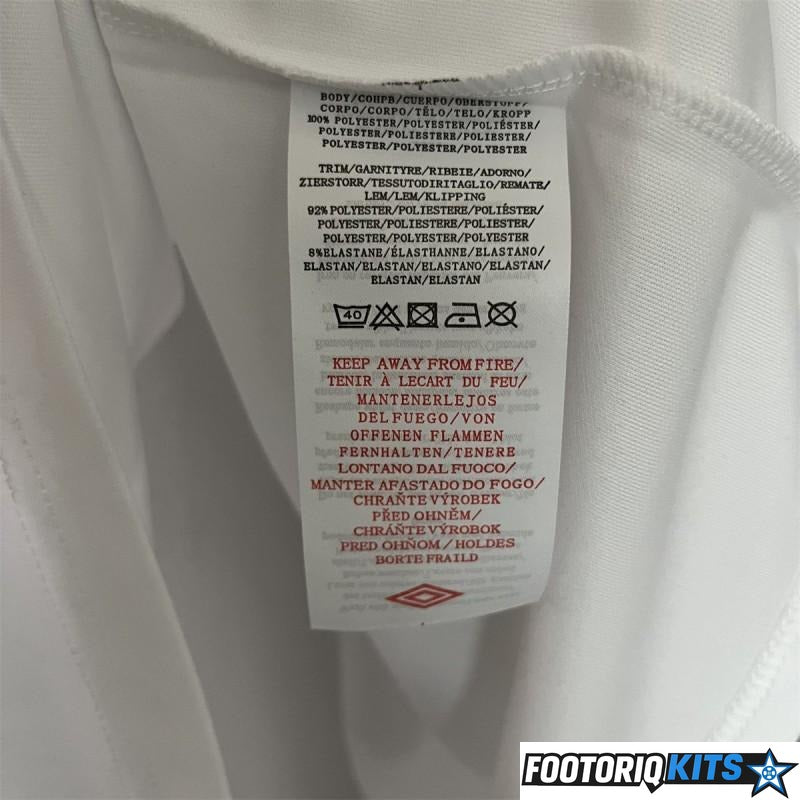 BODY/COHPB/CUERPO/OBERSTOFF/
CORPO/CORPO/TĚLO/TELO/KROPP
100% POLYESTER/POLYESTER/POLIÉSTER/
POLYESTER/POLIESTERE/POLIESTER/
POLYESTER/POLYESTER/POLYESTER
TRIM/GARNITYRE/RIBEIE/ADORNO/
ZIERSTORR/TESSUTODIRITAGLIO/REMATE/
LEM/LEM/KLIPPING
92% POLYESTER/POLIESTERE/POLIÉSTER/
POLYESTER/POLIESTERE/POLIESTER/
POLYESTER/POLYESTER/POLYESTER
8%ELASTANE/ÉLASTHANNE/ELASTANO/
ELASTAN/ELASTAN/ELASTANO/ELASTAN/
ELASTAN/ELASTAN
40
KEEP AWAY FROM FIRE/
TENIR À LECART DU FEU/
MANTENERLEJOS
DEL FUEGO/VON
OFFENEN FLAMMEN
FERNHALTEN/TENERE
LONTANO DAL FUOCO/
MANTER AFASTADO DO FOGO/
CHRAŇTE VÝROBEK
PŘED OHNĚM/
CHRÁŇTE VÝROBOK
PRED OHŇOM/HOLDES
BORTE FRAILD
FOOTORIQKITS